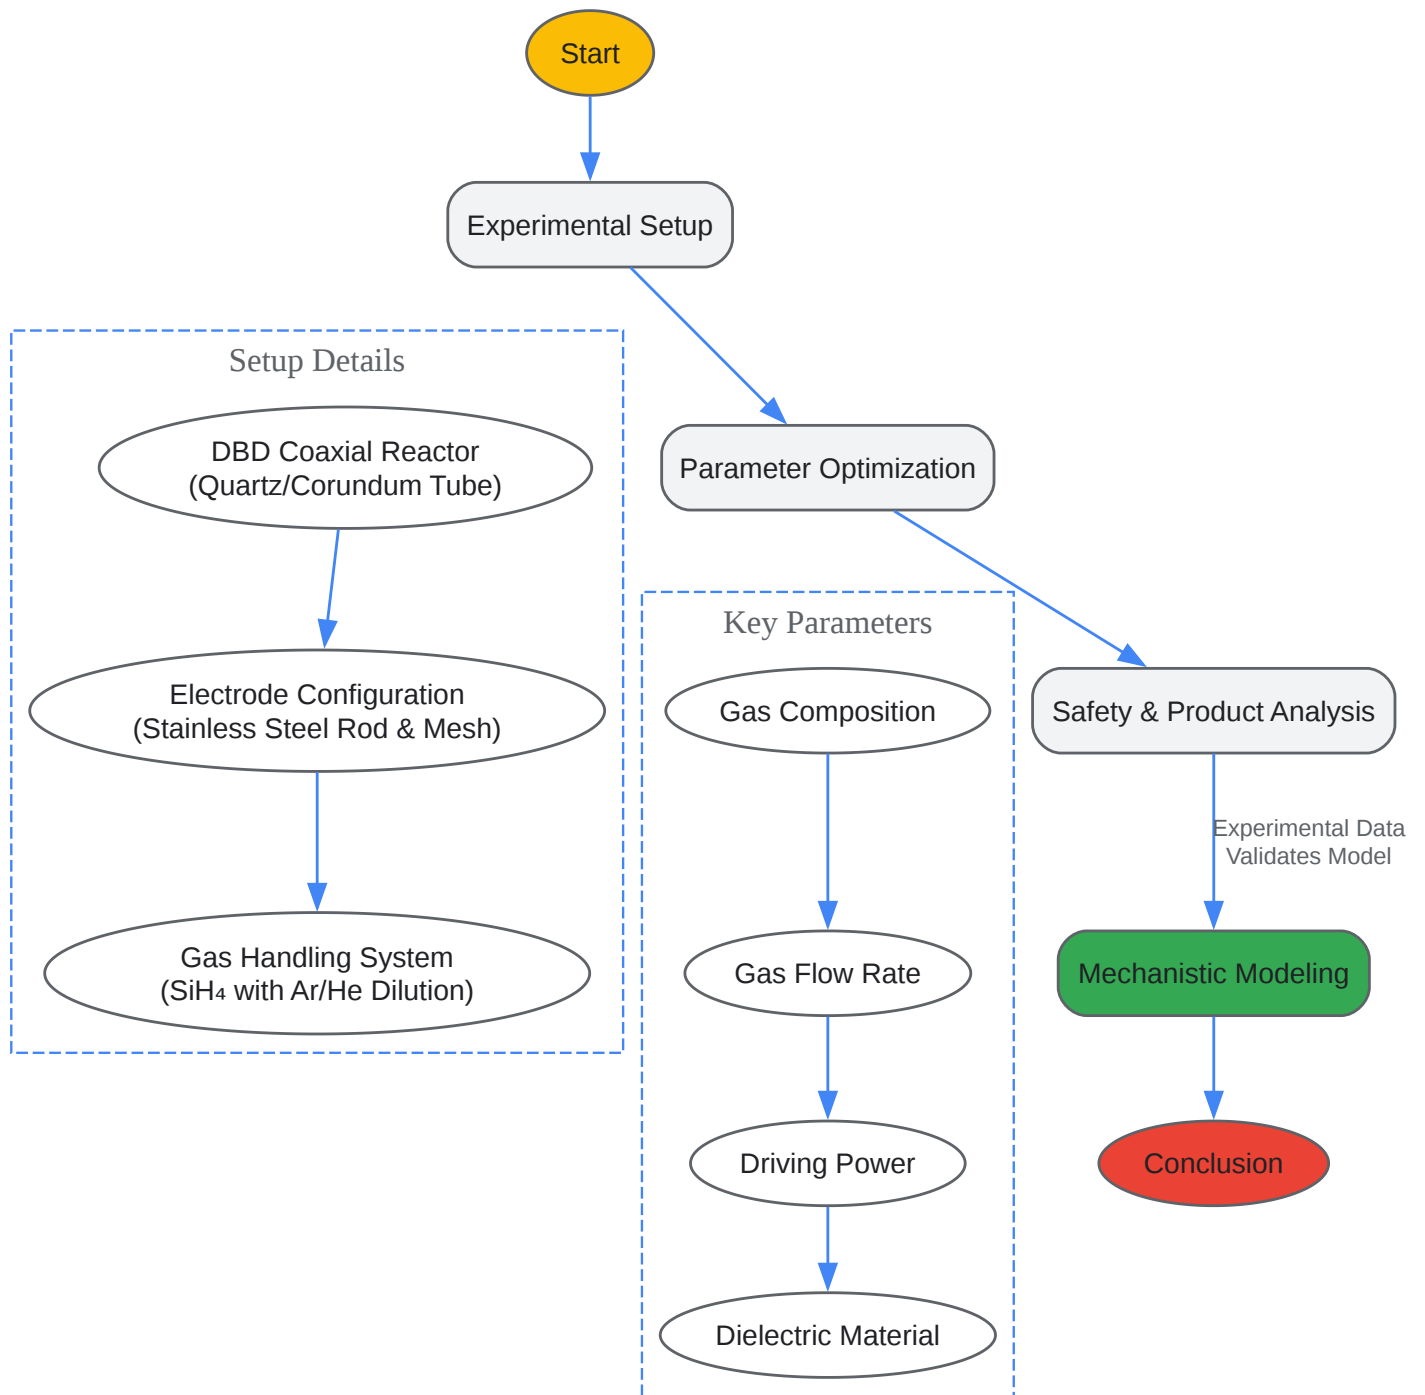 Start
Experimental Setup
Setup Details
DBD Coaxial Reactor
(Quartz/Corundum Tube)
Electrode Configuration
(Stainless Steel Rod & Mesh)
Gas Handling System
(SiH₄ with Ar/He Dilution)
Parameter Optimization
Key Parameters
Gas Composition
Gas Flow Rate
Driving Power
Dielectric Material
Safety & Product Analysis
Experimental Data
Validates Model
Mechanistic Modeling
Conclusion